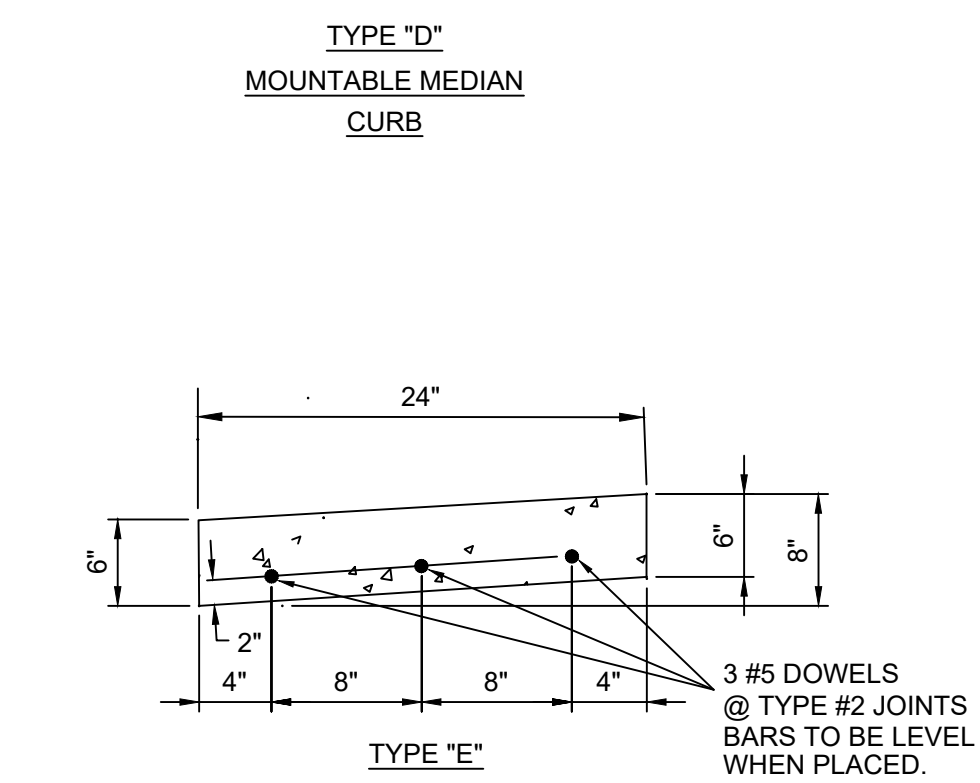 TYPE "D"
MOUNTABLE MEDIAN
CURB
24"
6"
6"
8"
2"
4"
8"
8"
4"
3 #5 DOWELS
@ TYPE #2 JOINTS
BARS TO BE LEVEL
WHEN PLACED.
TYPE "E"